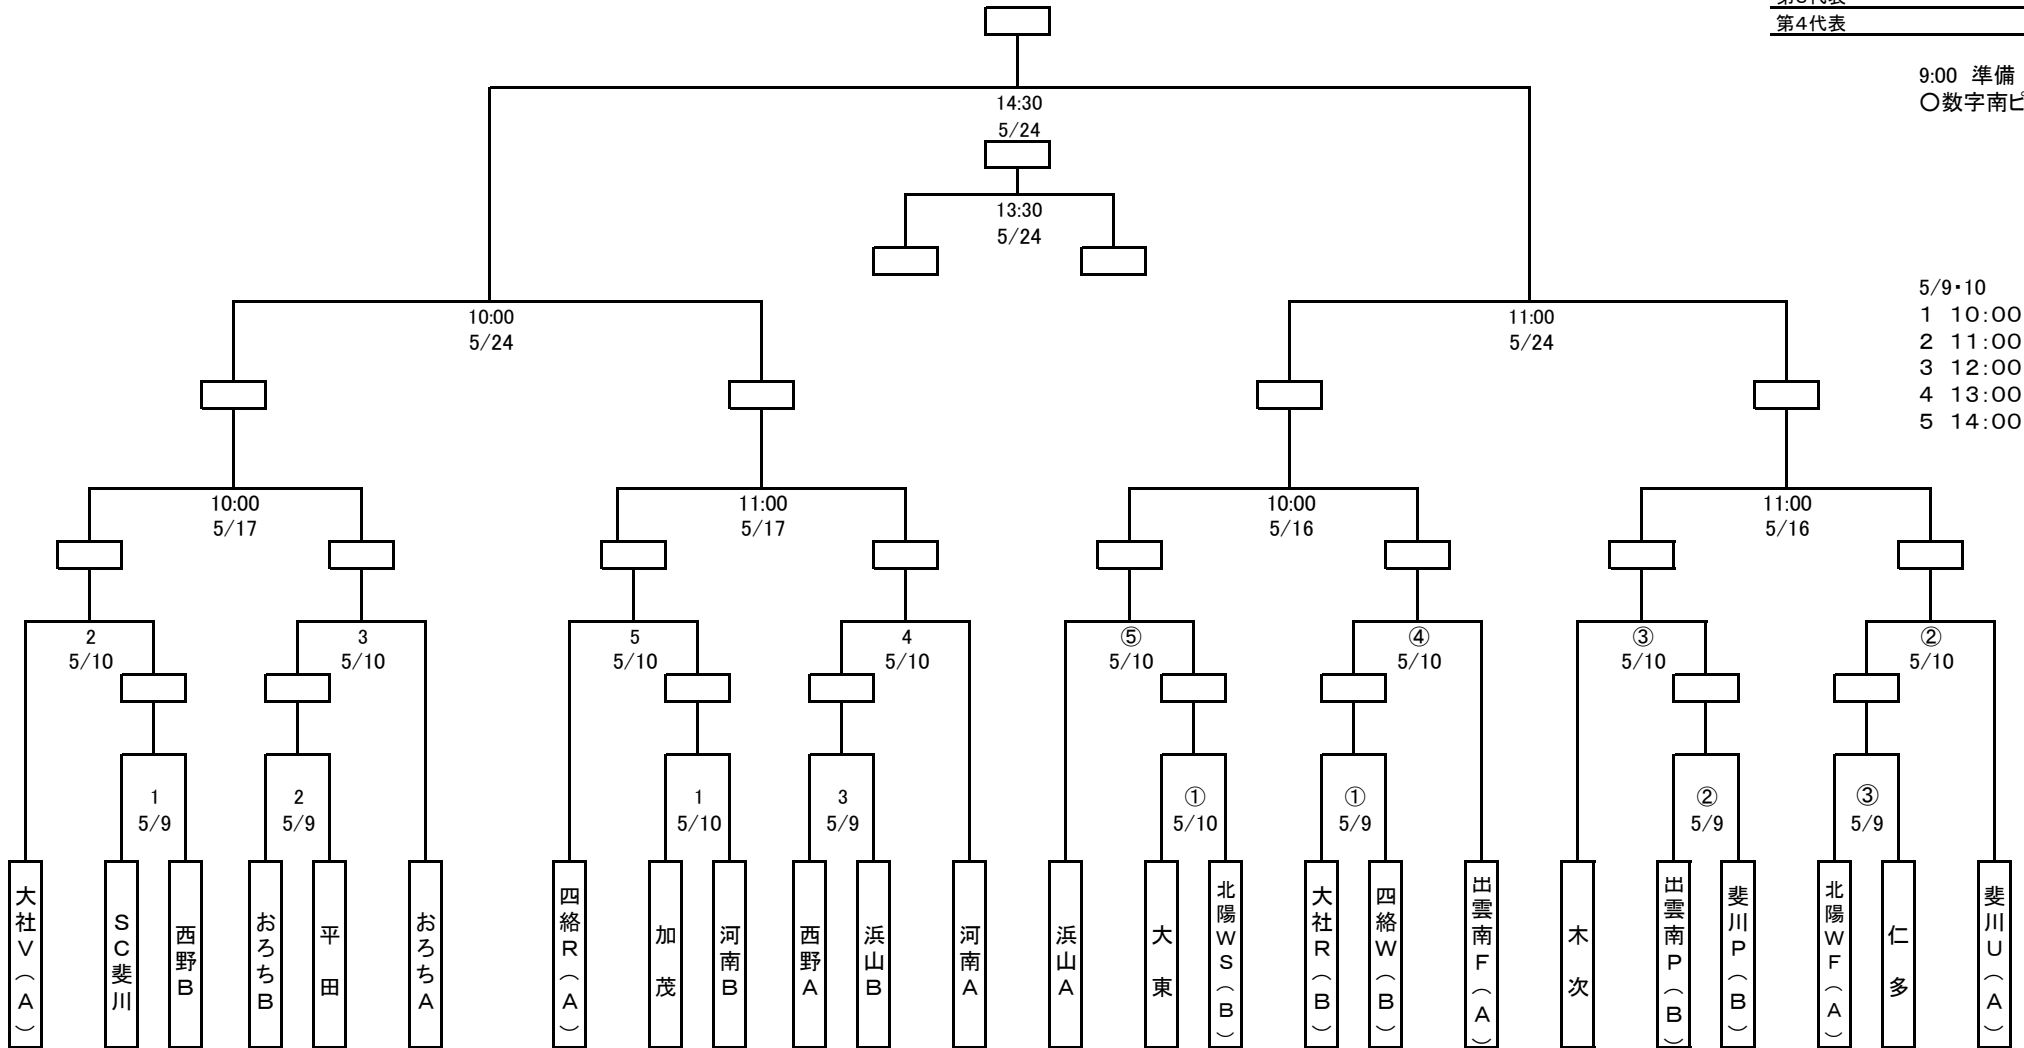 第4代表
9:00 準備
○数字南ピ
14:30
5/24
13:30
5/24
5/9・10
1 10:00
2 11:00
3 12:00
4 13:00
5 14:00
10:00
5/24
11:00
5/24
10:00
5/17
11:00
5/17
10:00
5/16
11:00
5/16
2
5/10
3
5/10
5
5/10
4
5/10
⑤
5/10
④
5/10
③
5/10
②
5/10
1
5/9
2
5/9
1
5/10
3
5/9
①
5/10
①
5/9
②
5/9
③
5/9
大社V(A)
SC斐川
西野B
おろちB
平田
おろちA
四絡R(A)
加茂
河南B
西野A
浜山B
河南A
浜山A
大東
北陽WS(B)
大社R(B)
四絡W(B)
出雲南F(A)
木次
出雲南P(B)
斐川P(B)
北陽WF(A)
仁多
斐川U(A)